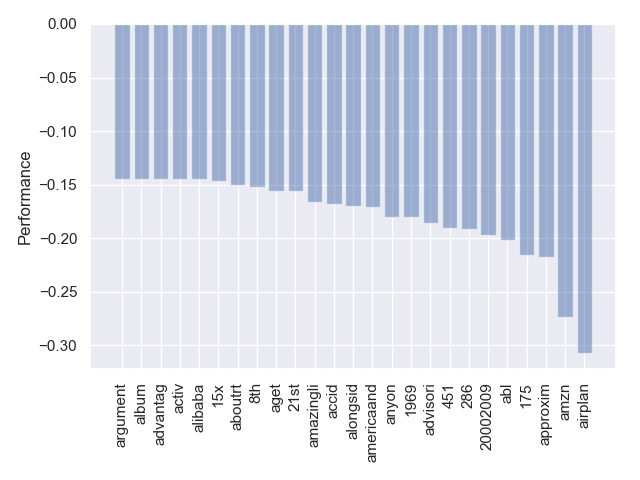 0.00
−0.05
−0.10
−0.15
−0.20
−0.25
−0.30
Performance
argument
album
advantag
activ
alibaba
15x
aboutrt
8th
aget
21st
amazingli
accid
alongsid
americaand
anyon
1969
advisori
451
286
20002009
abl
175
approxim
amzn
airplan